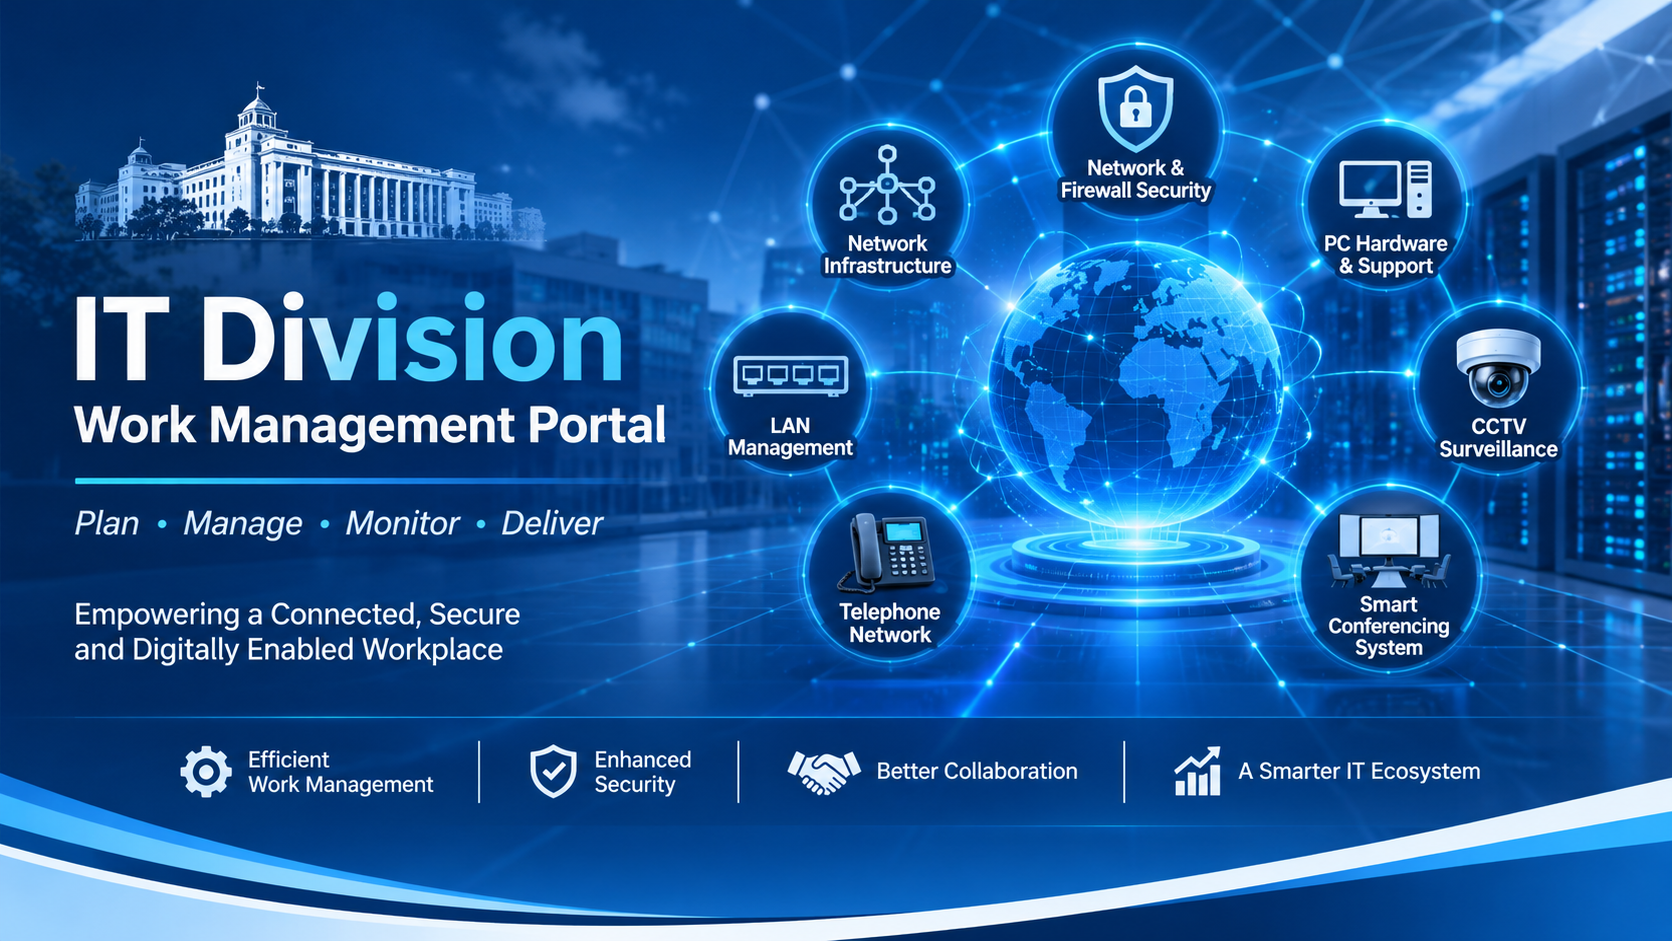 IT Division
Work Management Portal
Plan • Manage • Monitor • Deliver
Empowering a Connected, Secure
and Digitally Enabled Workplace
Network &
Firewall Security
Network
Infrastructure
PC Hardware
& Support
LAN
Management
CCTV
Surveillance
Telephone
Network
Smart
Conferencing
System
Efficient
Work Management
Enhanced
Security
Better Collaboration
A Smarter IT Ecosystem